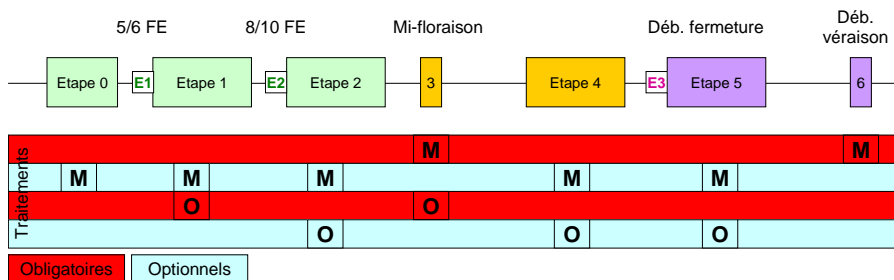 5/6 FE 8/10 FE Mi-floraison Déb. fermeture Déb. véraison
Etape 0 E1 Etape 1 E2 Etape 2 3 Etape 4 E3 Etape 5 6
Traitements
M M
M M M M M
O O
O O O
Obligatoires Optionnels